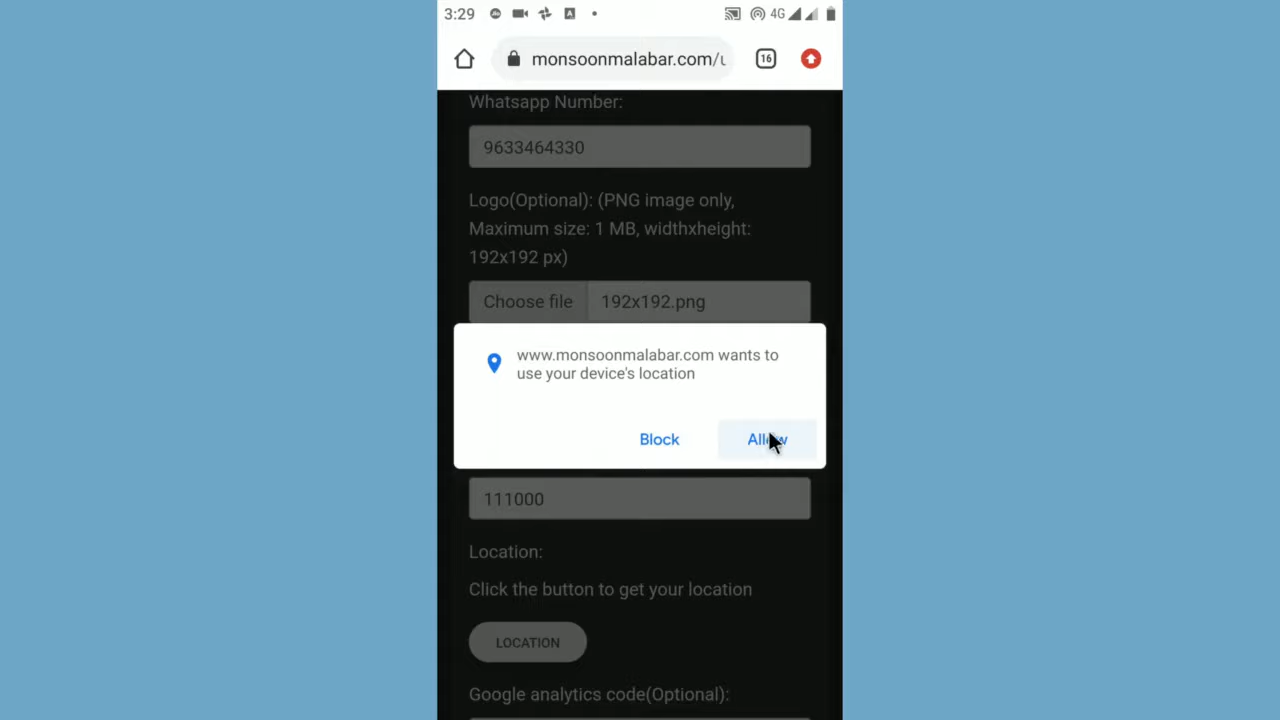 3:29
4G
monsoonmalabar.com/u
16
Whatsapp Number:
9633464330
Logo(Optional): (PNG image only,
Maximum size: 1 MB, widthxheight:
192x192 px)
Choose file 192x192.png
www.monsoonmalabar.com wants to
use your device's location
Block Allow
111000
Location:
Click the button to get your location
LOCATION
Google analytics code(Optional):